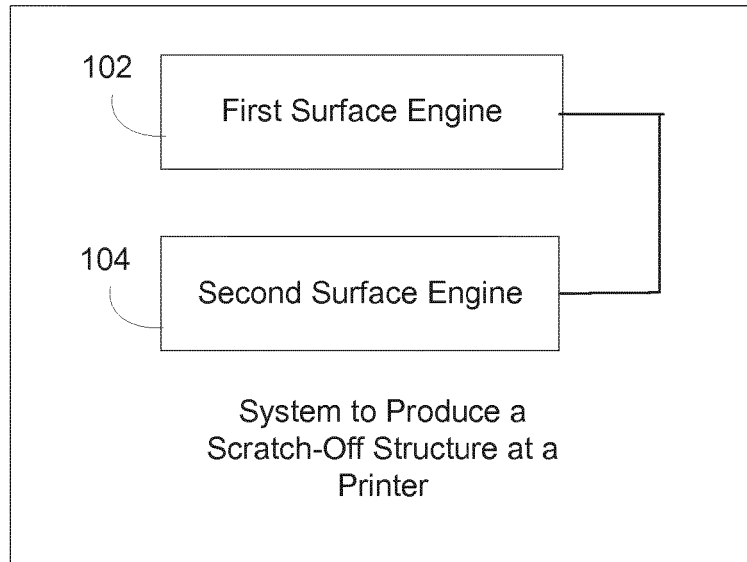 102
First Surface Engine
104
Second Surface Engine
System to Produce a
Scratch-Off Structure at a
Printer